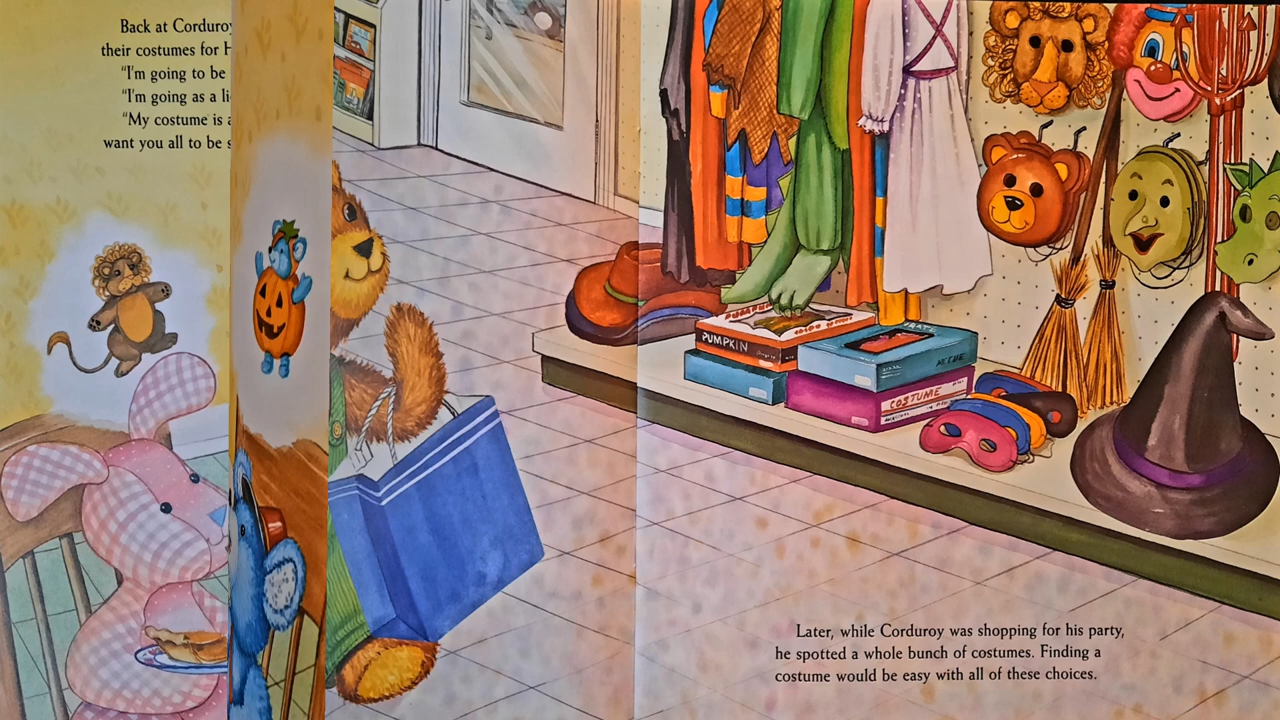 Back at Corduroy
their costumes for H
"I'm going to be
"I'm going as a li
"My costume is a
want you all to be s
PUMPKIN
COSTUME
Later, while Corduroy was shopping for his party,
he spotted a whole bunch of costumes. Finding a
costume would be easy with all of these choices.